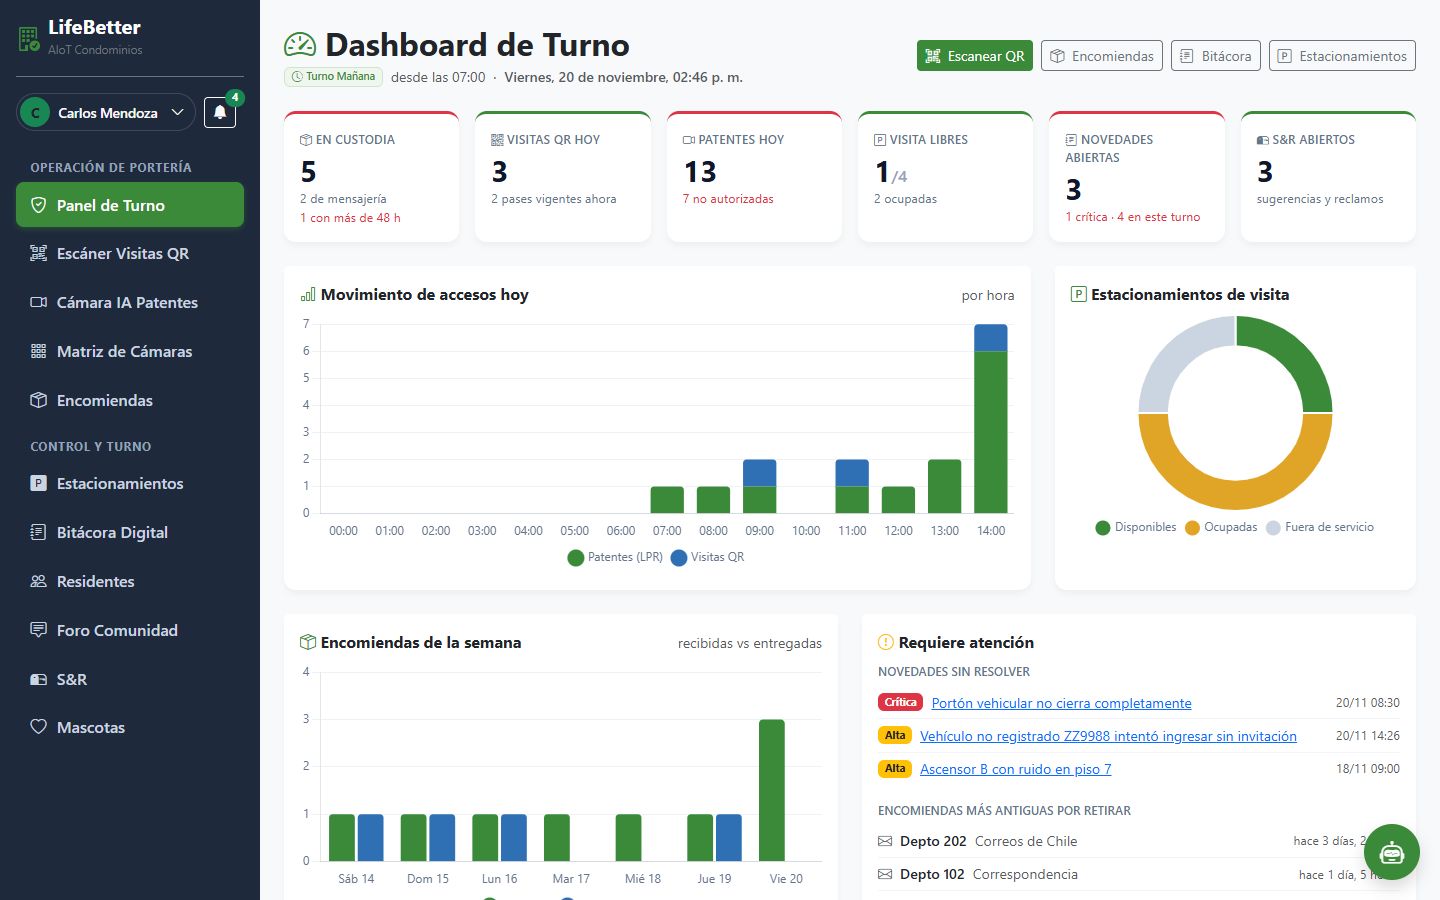 LifeBetter
AIoT Condominios
C
Carlos Mendoza
4
OPERACIÓN DE PORTERÍA
Panel de Turno
Escáner Visitas QR
Cámara IA Patentes
Matriz de Cámaras
Encomiendas
CONTROL Y TURNO
P Estacionamientos
Bitácora Digital
Residentes
Foro Comunidad
S&R
Mascotas
Dashboard de Turno
Turno Mañana desde las 07:00 · Viernes, 20 de noviembre, 02:46 p. m.
Escanear QR
Encomiendas
Bitácora
P Estacionamientos
EN CUSTODIA
5
2 de mensajería
1 con más de 48 h
VISITAS QR HOY
3
2 pases vigentes ahora
PATENTES HOY
13
7 no autorizadas
P VISITA LIBRES
1/4
2 ocupadas
NOVEDADES
ABIERTAS
3
1 crítica · 4 en este turno
S&R ABIERTOS
3
sugerencias y reclamos
Movimiento de accesos hoy
por hora
7
6
5
4
3
2
1
0
00:00 01:00 02:00 03:00 04:00 05:00 06:00 07:00 08:00 09:00 10:00 11:00 12:00 13:00 14:00
Patentes (LPR) Visitas QR
P Estacionamientos de visita
Disponibles Ocupadas Fuera de servicio
Encomiendas de la semana
recibidas vs entregadas
4
3
2
1
0
Sáb 14 Dom 15 Lun 16 Mar 17 Mié 18 Jue 19 Vie 20
Requiere atención
NOVEDADES SIN RESOLVER
Crítica Portón vehicular no cierra completamente 20/11 08:30
Alta Vehículo no registrado ZZ9988 intentó ingresar sin invitación 20/11 14:26
Alta Ascensor B con ruido en piso 7 18/11 09:00
ENCOMIENDAS MÁS ANTIGUAS POR RETIRAR
Depto 202 Correos de Chile hace 3 días, 2
Depto 102 Correspondencia hace 1 día, 5